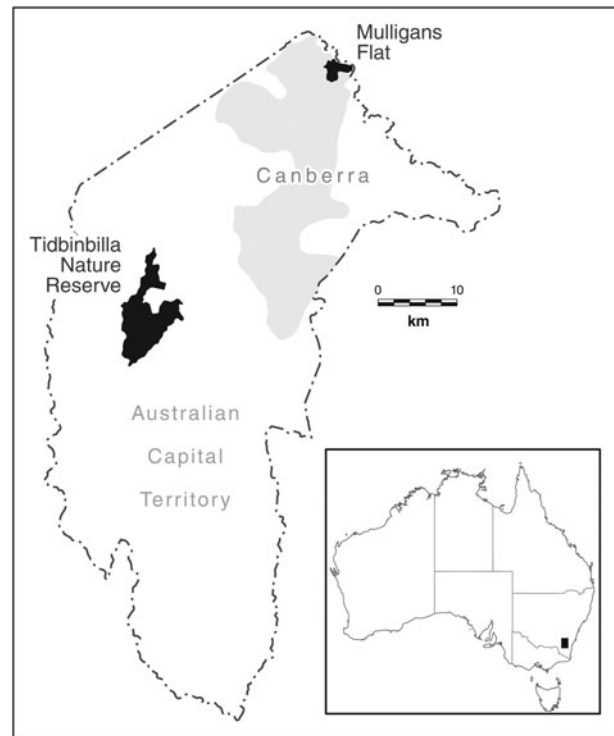 Mulligans
Flat
Canberra
Tidbinbilla
Nature
Reserve
0 10
km
Australian
Capital
Territory